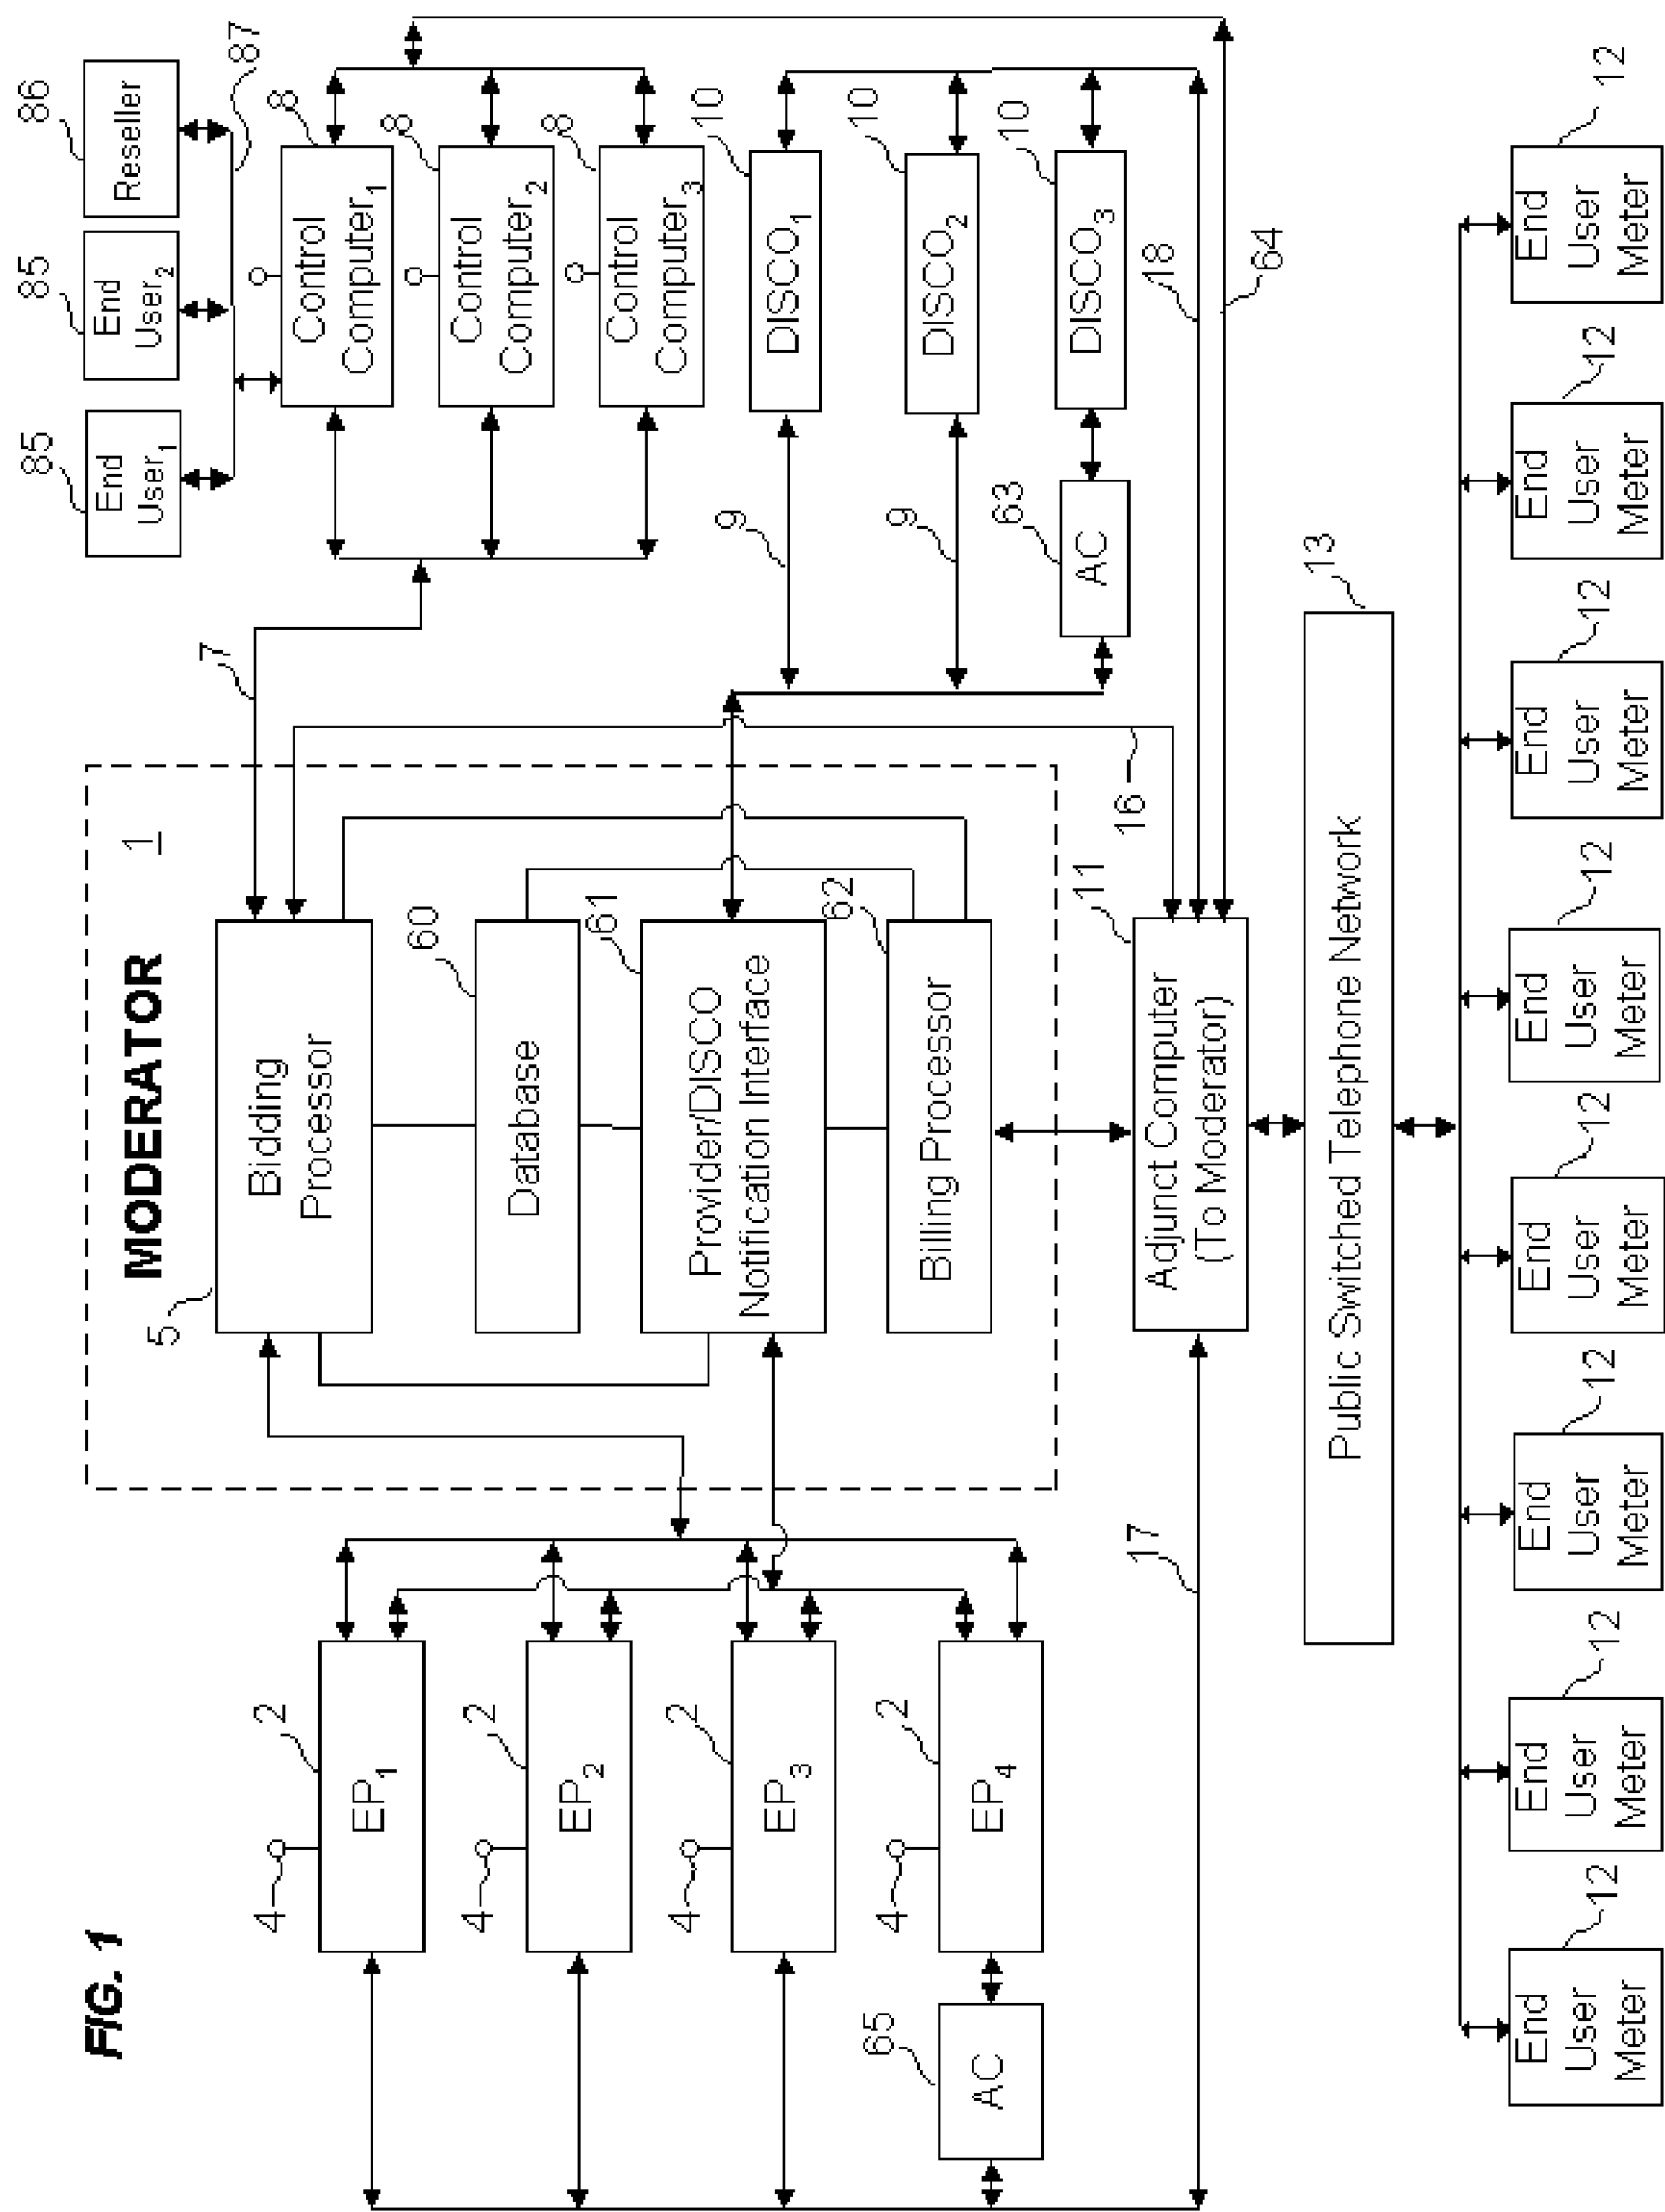 FIG. 1
MODERATOR
1
5
Bidding
Processor
60
Database
61
Provider/DISCO
Notification Interface
62
Billing Processor
4
2
EP1
4
2
EP2
4
2
EP3
4
2
EP4
65
AC
85
End
User1
85
End
User2
86
Reseller
87
7
8
Control
Computer1
8
Control
Computer2
8
Control
Computer3
9
10
DISCO1
9
10
DISCO2
63
AC
10
DISCO3
16
17
11
Adjunct Computer
(To Moderator)
18
64
13
Public Switched Telephone Network
12
End
User
Meter
12
End
User
Meter
12
End
User
Meter
12
End
User
Meter
12
End
User
Meter
12
End
User
Meter
12
End
User
Meter
12
End
User
Meter